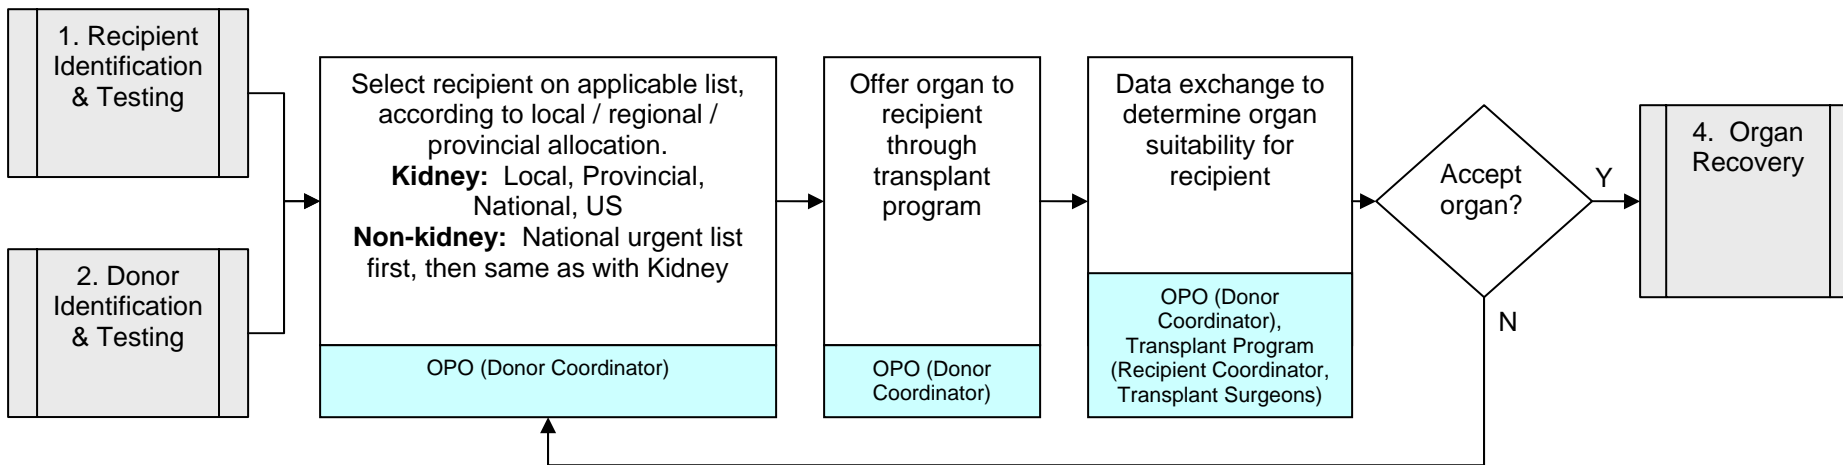 1. Recipient
Identification
& Testing
2. Donor
Identification
& Testing
Select recipient on applicable list,
according to local / regional /
provincial allocation.
Kidney: Local, Provincial,
National, US
Non-kidney: National urgent list
first, then same as with Kidney
OPO (Donor Coordinator)
Offer organ to
recipient
through
transplant
program
OPO (Donor
Coordinator)
Data exchange to
determine organ
suitability for
recipient
OPO (Donor
Coordinator),
Transplant Program
(Recipient Coordinator,
Transplant Surgeons)
Accept
organ?
Y
N
4. Organ
Recovery